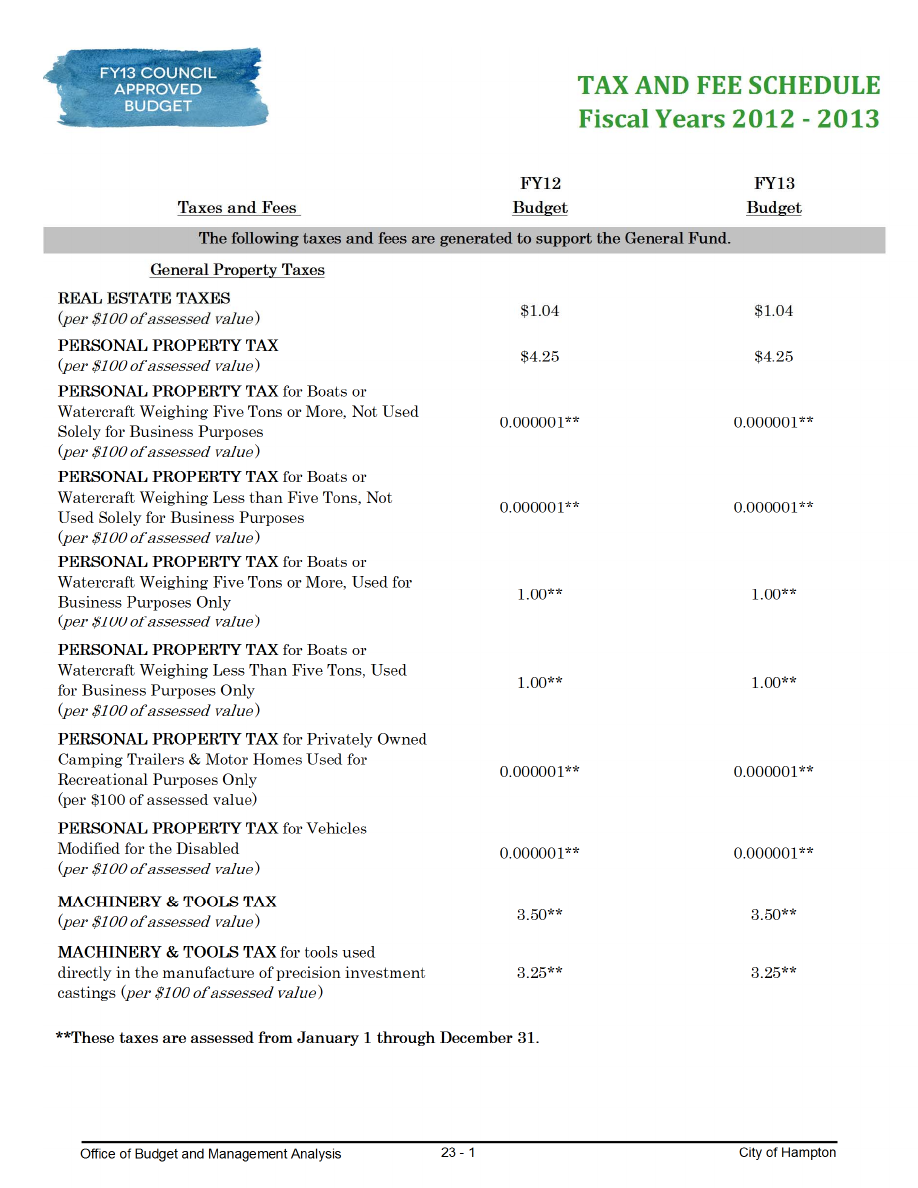 FY13 COUNCIL
APPROVED
BUDGET
TAX AND FEE SCHEDULE
Fiscal Years 2012 - 2013
FY12 FY13
Taxes and Fees Budget Budget
The following taxes and fees are generated to support the General Fund.
General Property Taxes
REAL ESTATE TAXES
(per $100 of assessed value) $1.04 $1.04
PERSONAL PROPERTY TAX
(per $100 of assessed value) $4.25 $4.25
PERSONAL PROPERTY TAX for Boats or
Watercraft Weighing Five Tons or More, Not Used
Solely for Business Purposes 0.000001** 0.000001**
(per $100 of assessed value)
PERSONAL PROPERTY TAX for Boats or
Watercraft Weighing Less than Five Tons, Not
Used Solely for Business Purposes 0.000001** 0.000001**
(per $100 of assessed value)
PERSONAL PROPERTY TAX for Boats or
Watercraft Weighing Five Tons or More, Used for
Business Purposes Only 1.00** 1.00**
(per $100 of assessed value)
PERSONAL PROPERTY TAX for Boats or
Watercraft Weighing Less Than Five Tons, Used
for Business Purposes Only 1.00** 1.00**
(per $100 of assessed value)
PERSONAL PROPERTY TAX for Privately Owned
Camping Trailers & Motor Homes Used for
Recreational Purposes Only 0.000001** 0.000001**
(per $100 of assessed value)
PERSONAL PROPERTY TAX for Vehicles
Modified for the Disabled 0.000001** 0.000001**
(per $100 of assessed value)
MACHINERY & TOOLS TAX
(per $100 of assessed value) 3.50** 3.50**
MACHINERY & TOOLS TAX for tools used
directly in the manufacture of precision investment 3.25** 3.25**
castings (per $100 of assessed value)
**These taxes are assessed from January 1 through December 31.
Office of Budget and Management Analysis 23 - 1 City of Hampton